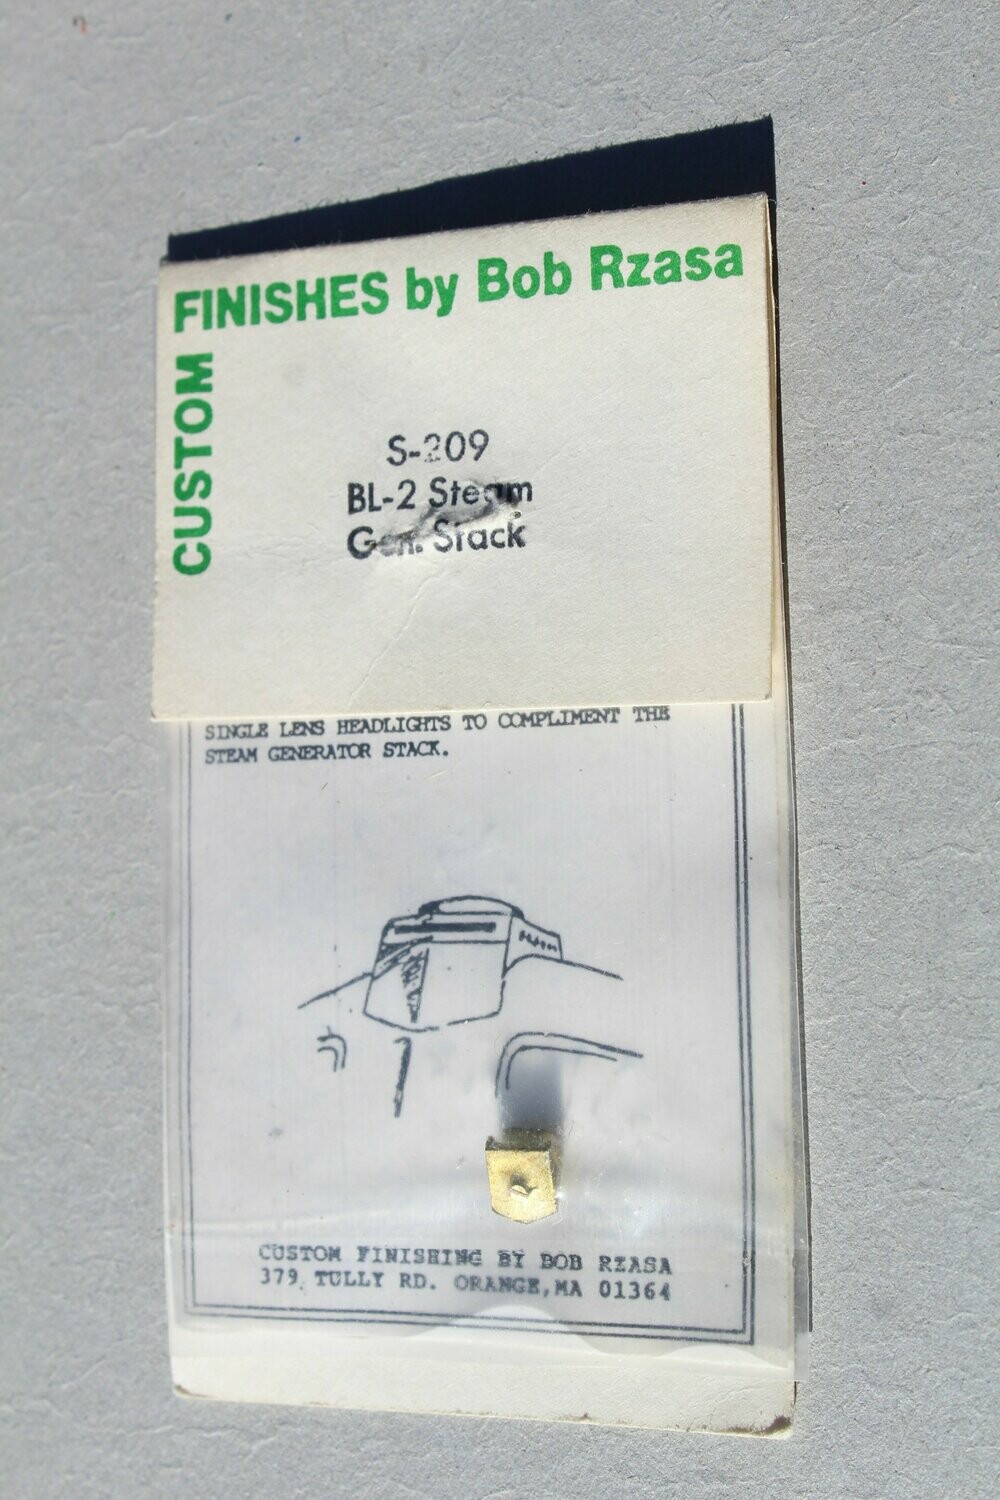 CUSTOM
FINISHES by Bob Rzasa
S-209
BL-2 Steam
Gen. Stack
SINGLE LENS HEADLIGHTS TO COMPLIMENT THE
STEAM GENERATOR STACK.
CUSTOM FINISHING BY BOB RZASA
379 TULLY RD. ORANGE,MA 01364